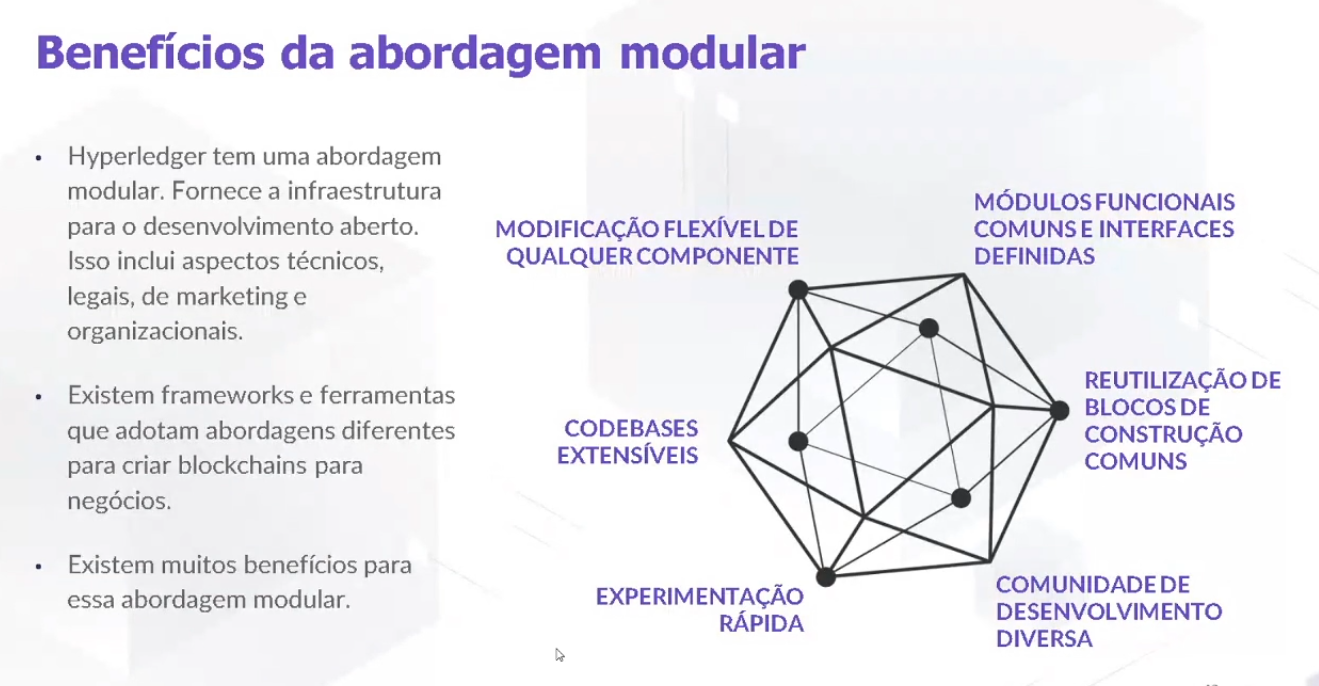 Benefícios da abordagem modular
• Hyperledger tem uma abordagem
modular. Fornece a infraestrutura
para o desenvolvimento aberto.
Isso inclui aspectos técnicos,
legais, de marketing e
organizacionais.
• Existem frameworks e ferramentas
que adotam abordagens diferentes
para criar blockchains para
negócios.
• Existem muitos benefícios para
essa abordagem modular.
MODIFICAÇÃO FLEXÍVEL DE
QUALQUER COMPONENTE
MÓDULOS FUNCIONAIS
COMUNS E INTERFACES
DEFINIDAS
CODEBASES
EXTENSÍVEIS
REUTILIZAÇÃO DE
BLOCOS DE
CONSTRUÇÃO
COMUNS
EXPERIMENTAÇÃO
RÁPIDA
COMUNIDADE DE
DESENVOLVIMENTO
DIVERSA